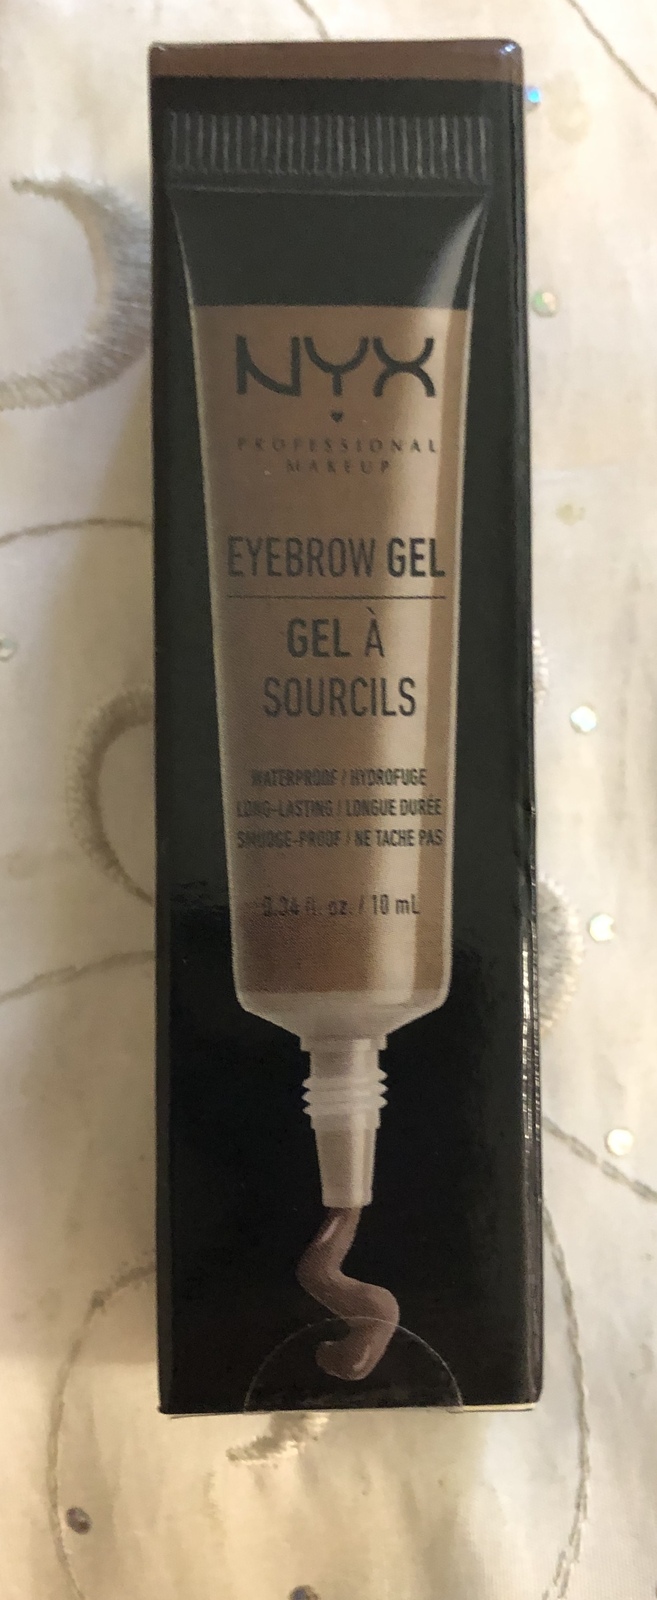 NYX
PROFESSIONAL
MAKEUP
EYEBROW GEL
GEL À
SOURCILS
WATERPROOF / HYDROFUGE
LONG-LASTING / LONGUE DURÉE
SMUDGE-PROOF / NE TACHE PAS
0.34 fl. oz. / 10 mL